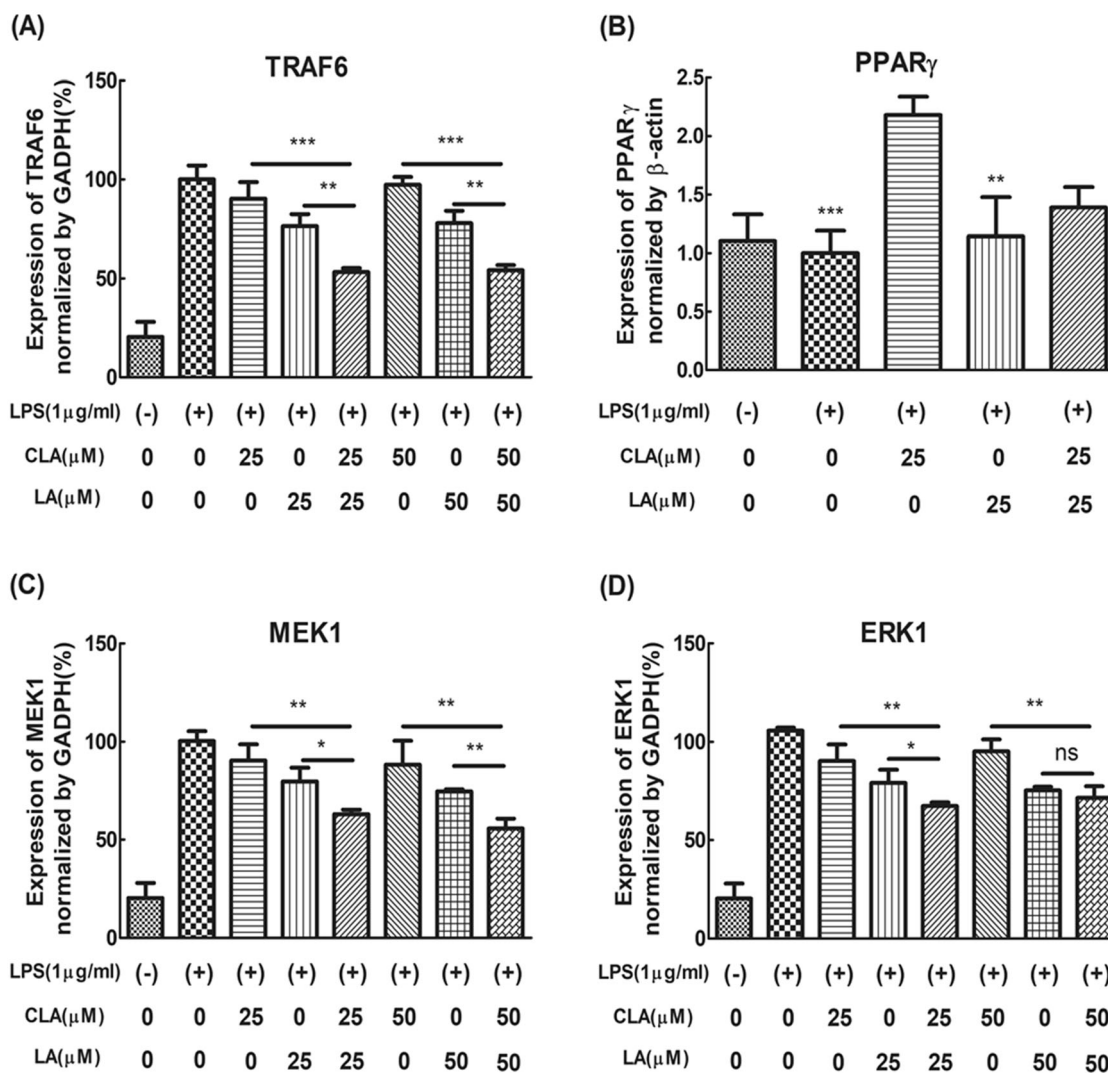 (A)
TRAF6
Expression of TRAF6
normalized by GADPH(%)
150
100
50
0
*** ***
** **
LPS(1μg/ml) (-) (+) (+) (+) (+) (+) (+) (+)
CLA(μM) 0 0 25 0 25 50 0 50
LA(μM) 0 0 0 25 25 0 50 50
(B)
PPARγ
Expression of PPARγ
normalized by β-actin
2.5
2.0
1.5
1.0
0.5
0.0
**
***
LPS(1μg/ml) (-) (+) (+) (+) (+)
CLA(μM) 0 0 25 0 25
LA(μM) 0 0 0 25 25
(C)
MEK1
Expression of MEK1
normalized by GADPH(%)
150
100
50
0
** **
* **
LPS(1μg/ml) (-) (+) (+) (+) (+) (+) (+) (+)
CLA(μM) 0 0 25 0 25 50 0 50
LA(μM) 0 0 0 25 25 0 50 50
(D)
ERK1
Expression of ERK1
normalized by GADPH(%)
150
100
50
0
** **
* ns
LPS(1μg/ml) (-) (+) (+) (+) (+) (+) (+) (+)
CLA(μM) 0 0 25 0 25 50 0 50
LA(μM) 0 0 0 25 25 0 50 50